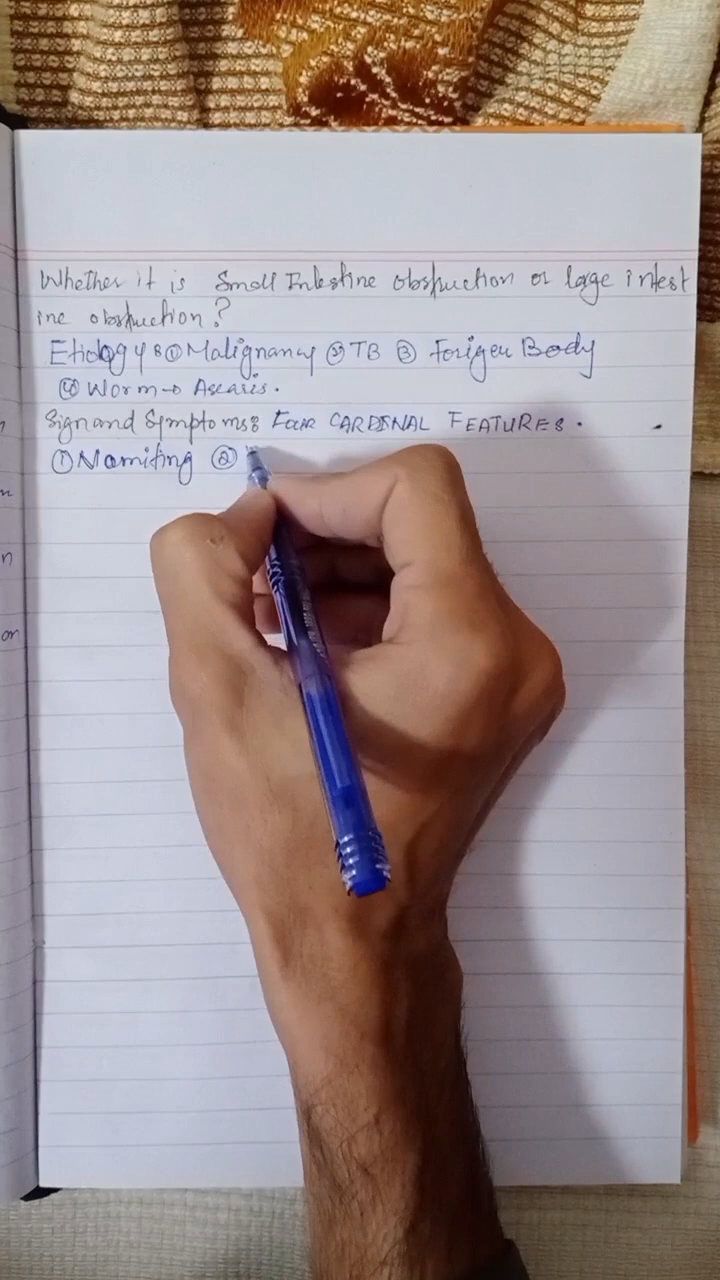 Whether it is Small Intestine obstruction or large intest
ine obstruction?
Etiology: ① Malignancy ② TB ③ Forigen Body
④ Worm → Ascaris.
Sign and Symptoms: FOUR CARDINAL FEATURES.
① Vomiting ②
n
on